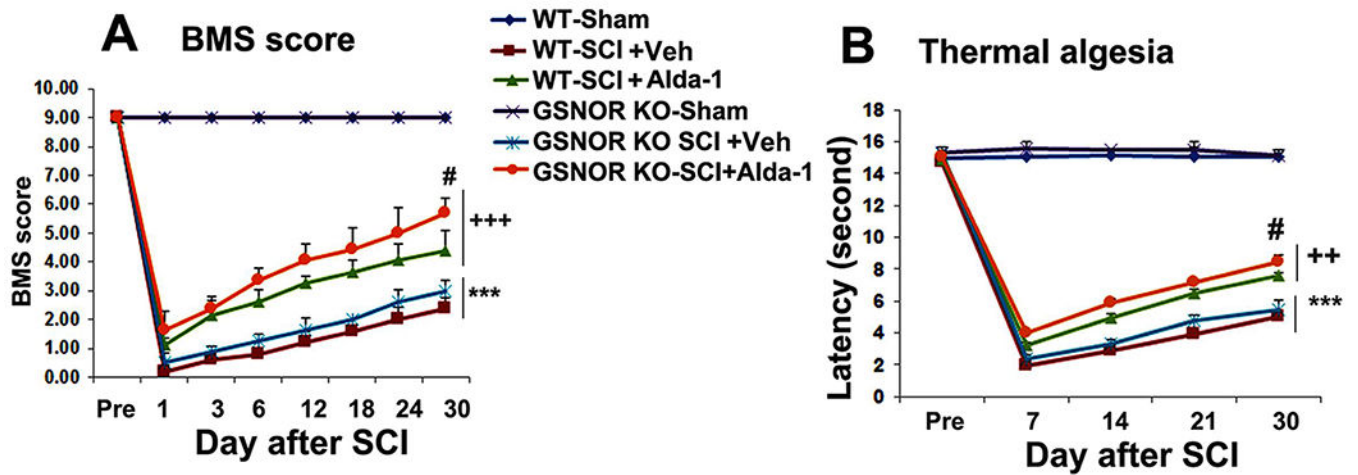 A BMS score
BMS score
10.00
9.00
8.00
7.00
6.00
5.00
4.00
3.00
2.00
1.00
0.00
#
+++
***
Pre 1 3 6 12 18 24 30
Day after SCI
WT-Sham
WT-SCI +Veh
WT-SCI + Alda-1
GSNOR KO-Sham
GSNOR KO SCI +Veh
GSNOR KO-SCI+Alda-1
B Thermal algesia
Latency (second)
18
16
14
12
10
8
6
4
2
0
#
++
***
Pre 7 14 21 30
Day after SCI